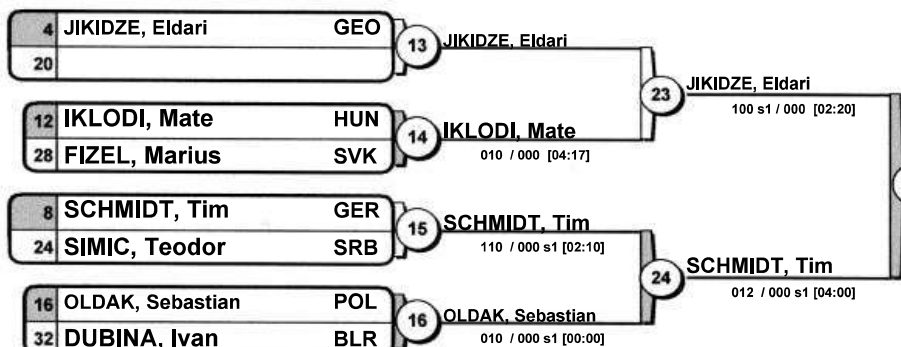 4 JIKIDZE, Eldari GEO
20
13 JIKIDZE, Eldari
12 IKLODI, Mate HUN
28 FIZEL, Marius SVK
14 IKLODI, Mate
010 / 000 [04:17]
23 JIKIDZE, Eldari
100 s1 / 000 [02:20]
8 SCHMIDT, Tim GER
24 SIMIC, Teodor SRB
15 SCHMIDT, Tim
110 / 000 s1 [02:10]
16 OLDAK, Sebastian POL
32 DUBINA, Ivan BLR
16 OLDAK, Sebastian
010 / 000 s1 [00:00]
24 SCHMIDT, Tim
012 / 000 s1 [04:00]